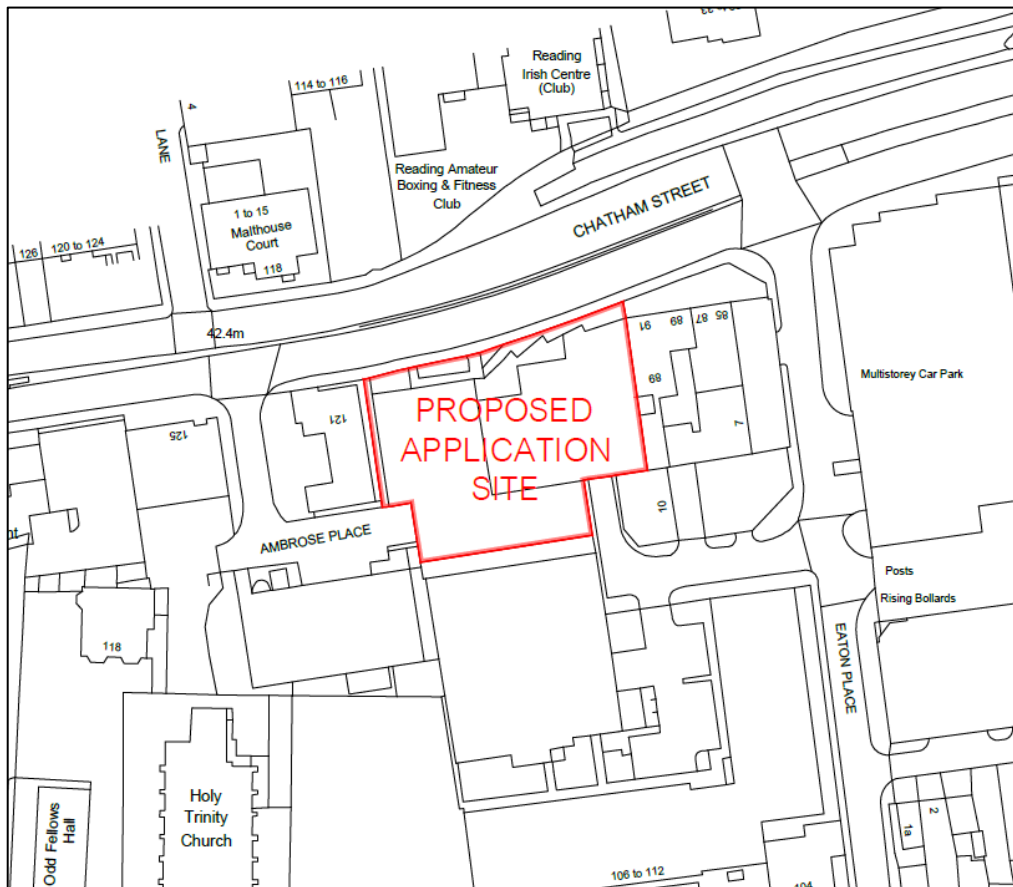 Reading
Irish Centre
(Club)
114 to 116
4
LANE
Reading Amateur
Boxing & Fitness
Club
CHATHAM STREET
1 to 15
Malthouse
Court
118
126
120 to 124
42.4m
91
89
87
85
89
7
Multistorey Car Park
121
125
PROPOSED
APPLICATION
SITE
10
AMBROSE PLACE
Posts
Rising Bollards
EATON PLACE
118
Holy
Trinity
Church
Odd Fellows
Hall
1a
2
106 to 112
104